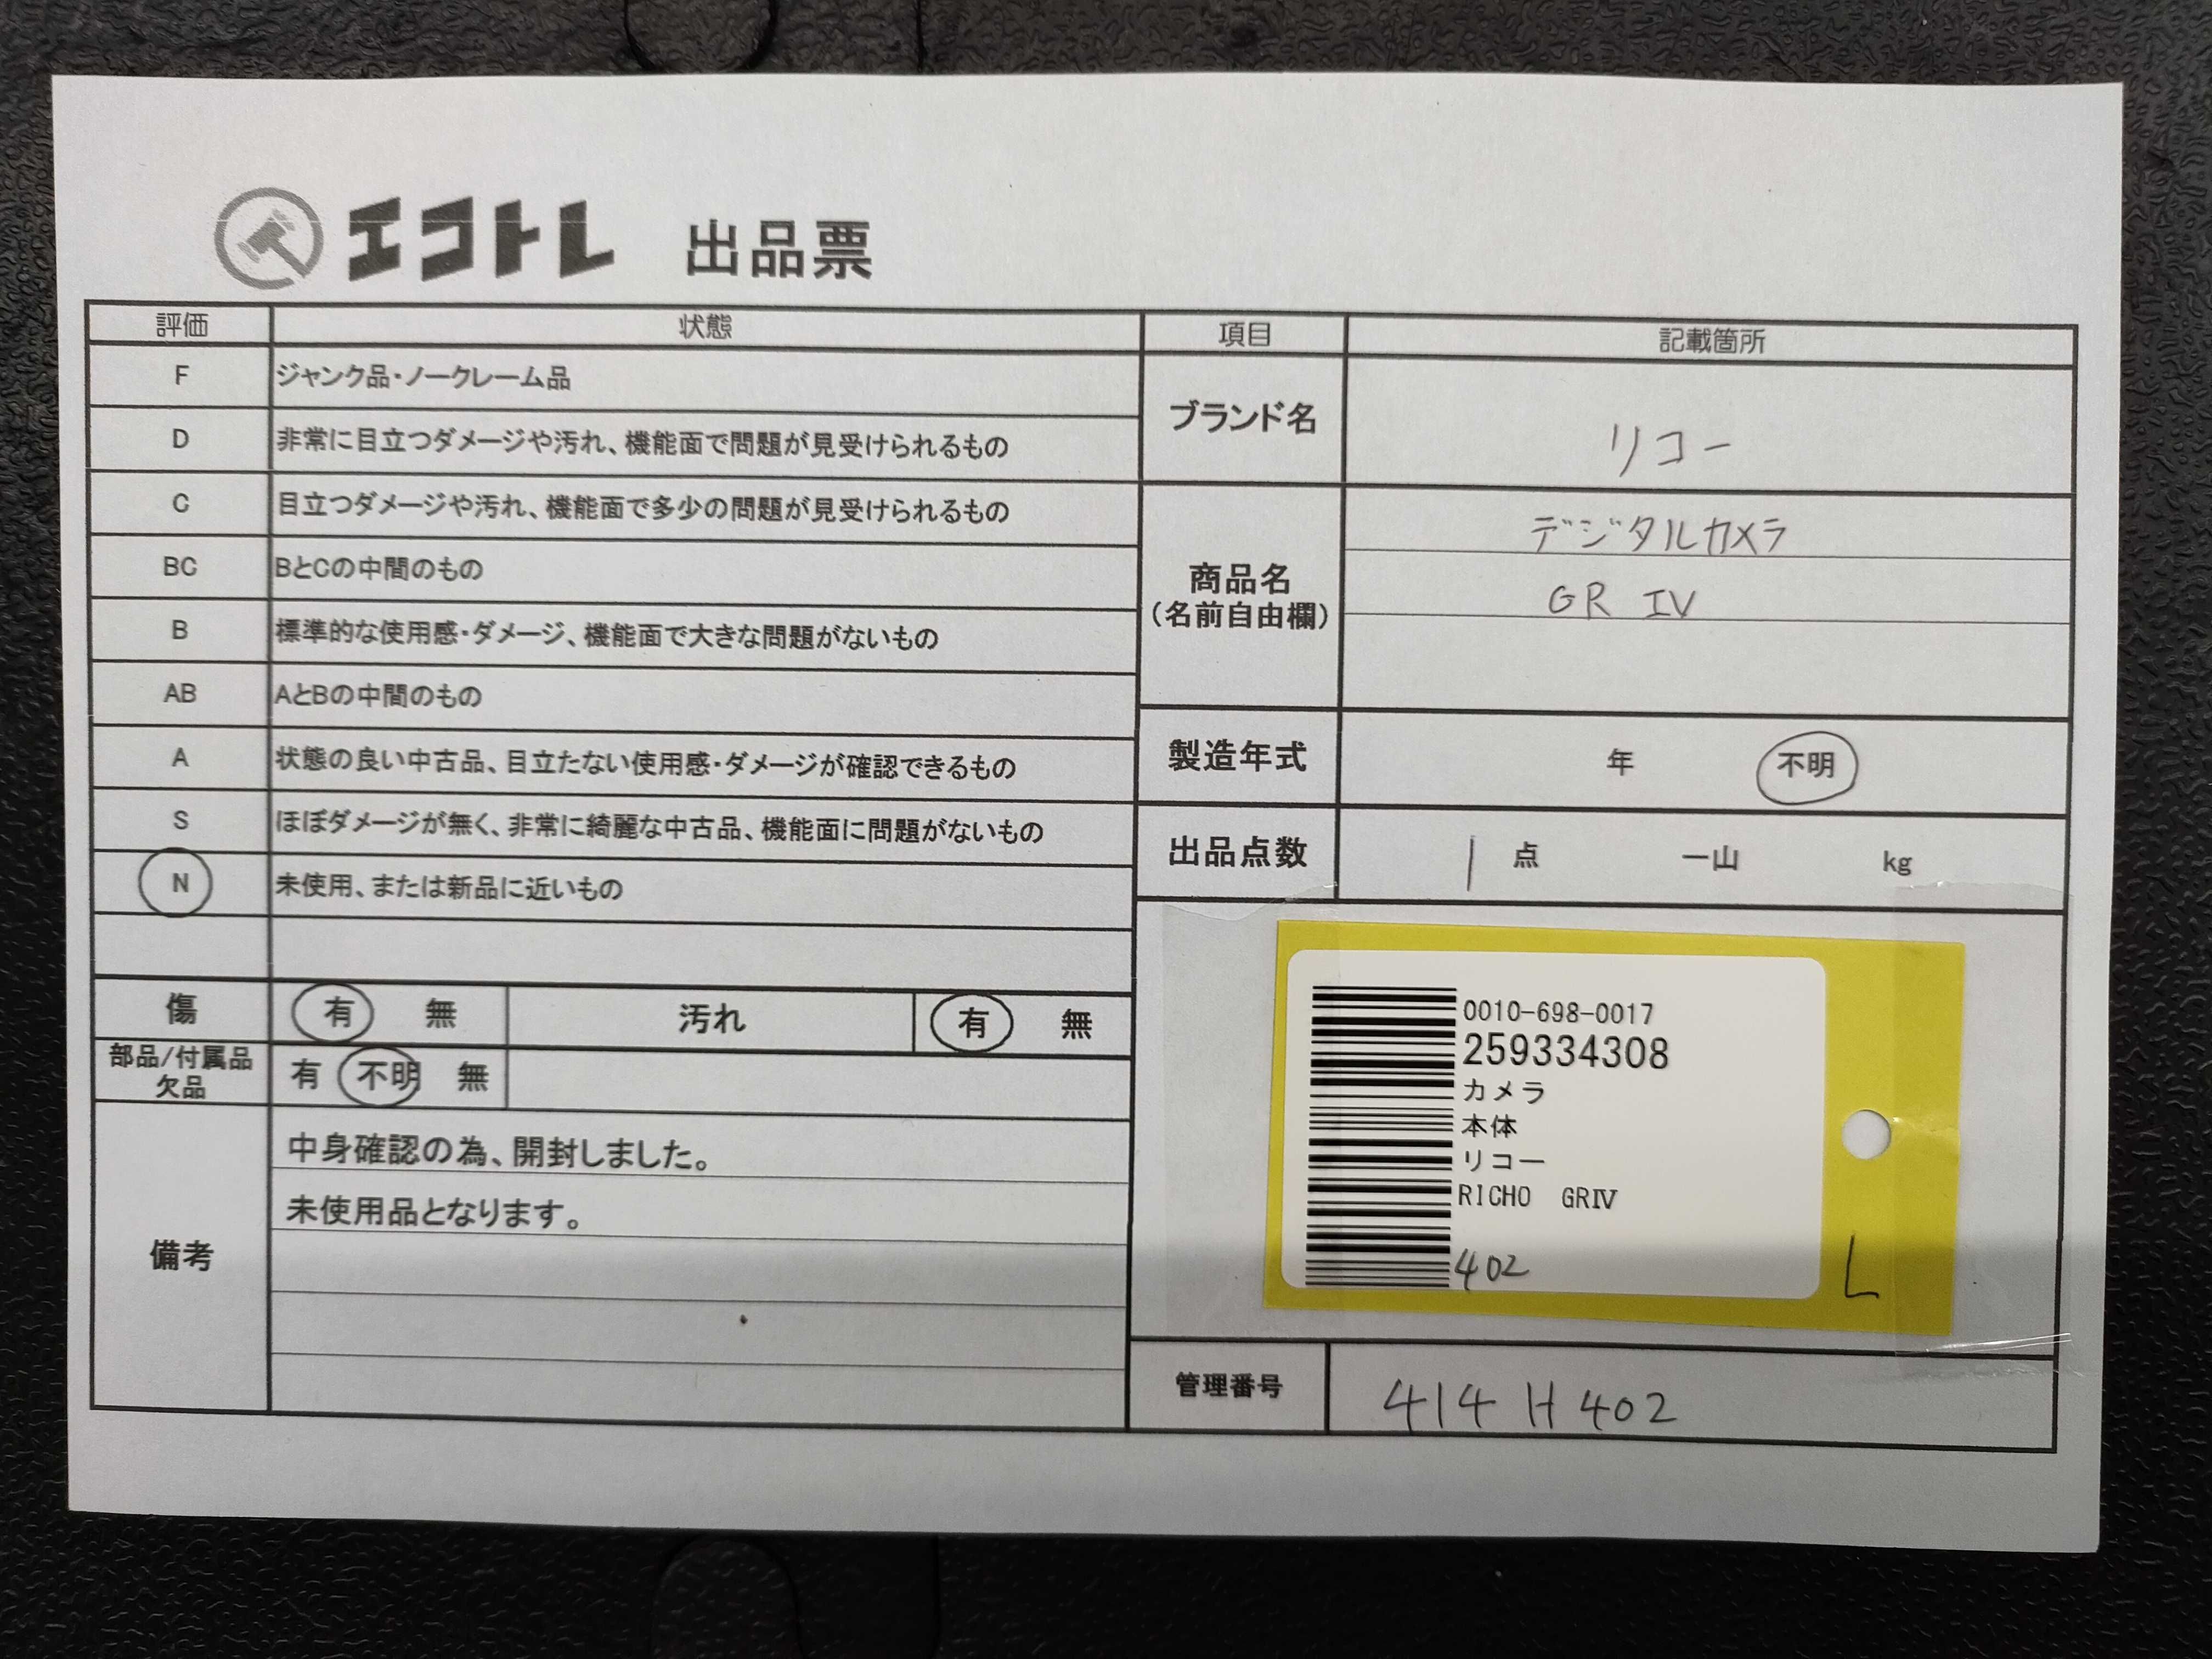 エコトレ 出品票
評価 状態
F ジャンク品・ノークレーム品
D 非常に目立つダメージや汚れ、機能面で問題が見受けられるもの
C 目立つダメージや汚れ、機能面で多少の問題が見受けられるもの
BC BとCの中間のもの
B 標準的な使用感・ダメージ、機能面で大きな問題がないもの
AB AとBの中間のもの
A 状態の良い中古品、目立たない使用感・ダメージが確認できるもの
S ほぼダメージが無く、非常に綺麗な中古品、機能面に問題がないもの
N 未使用、または新品に近いもの
傷 有 無 汚れ 有 無
部品/付属品
欠品 有 不明 無
備考
中身確認の為、開封しました。
未使用品となります。
項目 記載箇所
ブランド名 リコー
商品名
(名前自由欄)
デジタルカメラ
GR IV
製造年式 年 不明
出品点数 1 点 一山 kg
0010-698-0017
259334308
カメラ
本体
リコー
RICHO GRⅣ
402
L
管理番号 414 H 402